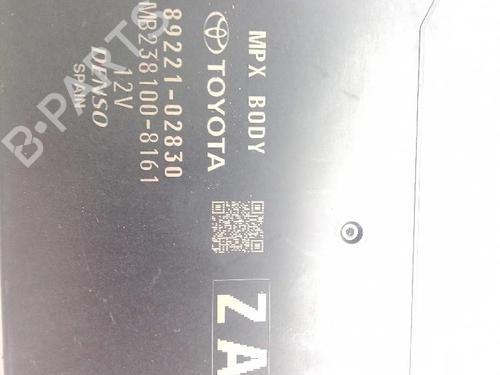 MPX BODY
TOYOTA
89221-02830
MB238100-8161
12V
DENSO
SPAIN
ZA
B-PARTS